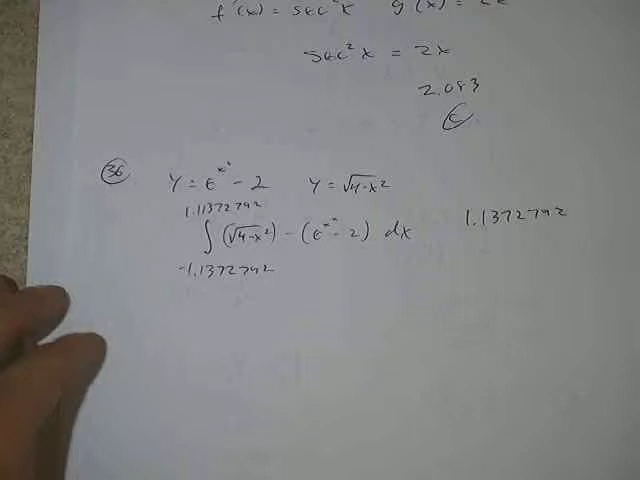 f'(x) = sec²x g'(x) = 2x
sec²x = 2x
2.083
E
36 y = e^x² - 2 y = √4-x²
1.1372792
∫ (√4-x²) - (e^x² - 2) dx 1.1372792
-1.1372792